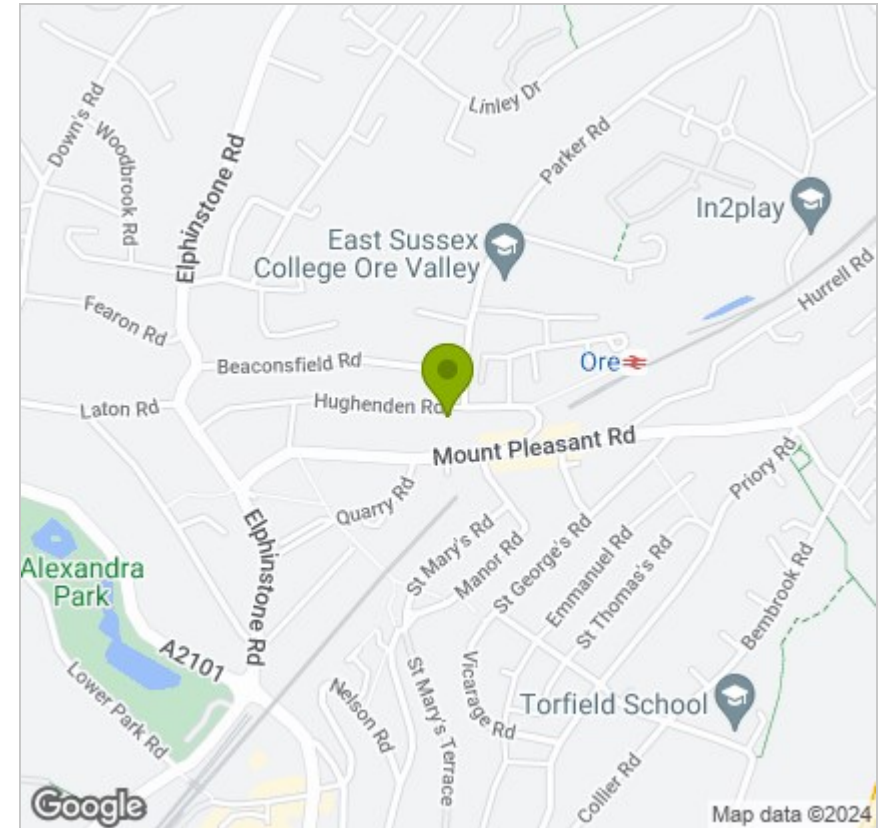 Linley Dr
Down's Rd
Woodbrook Rd
Elphinstone Rd
Parker Rd
In2play
East Sussex
College Ore Valley
Hurrell Rd
Fearon Rd
Beaconsfield Rd
Ore
Laton Rd
Hughenden Rd
Mount Pleasant Rd
Priory Rd
Quarry Rd
Elphinstone Rd
St Mary's Rd
Manor Rd
St George's Rd
Emmanuel Rd
St Thomas's Rd
Bembrook Rd
Alexandra
Park
A2101
Lower Park Rd
Nelson Rd
St Mary's Terrace
Vicarage Rd
Torfield School
Collier Rd
Google
Map data ©2024